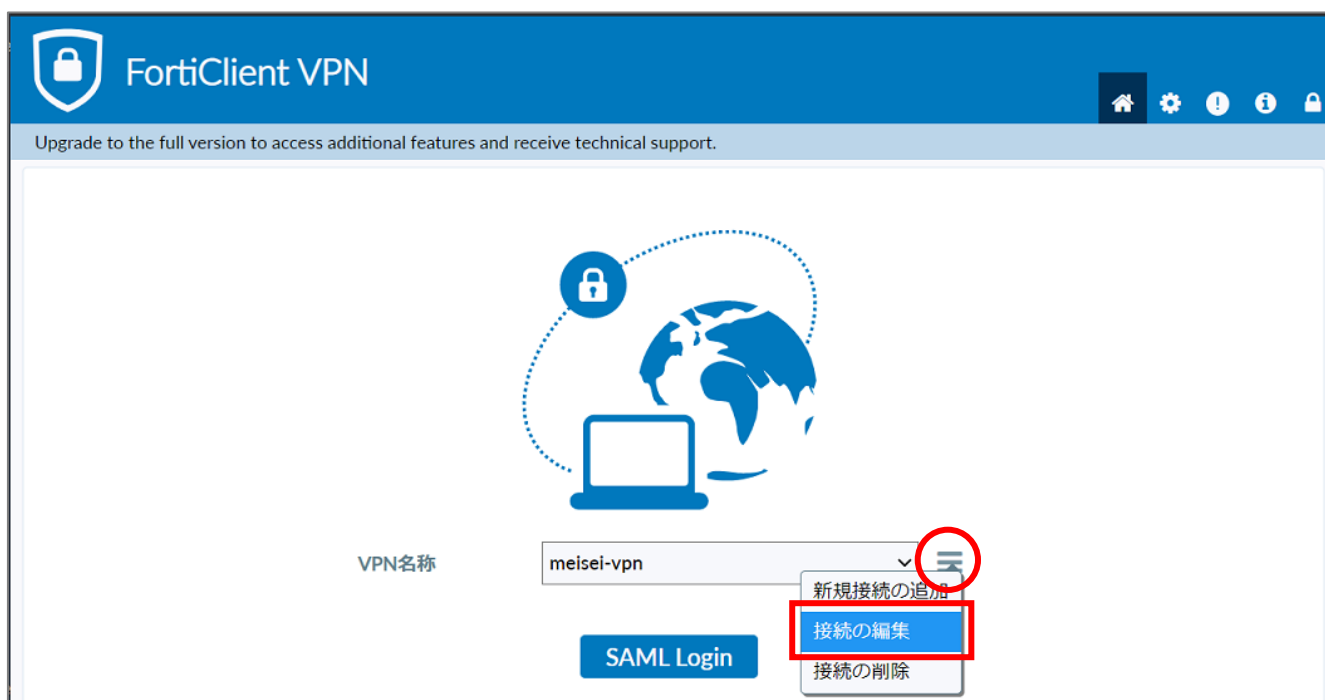 FortiClient VPN
Upgrade to the full version to access additional features and receive technical support.
VPN名称
meisei-vpn
新規接続の追加
接続の編集
SAML Login
接続の削除